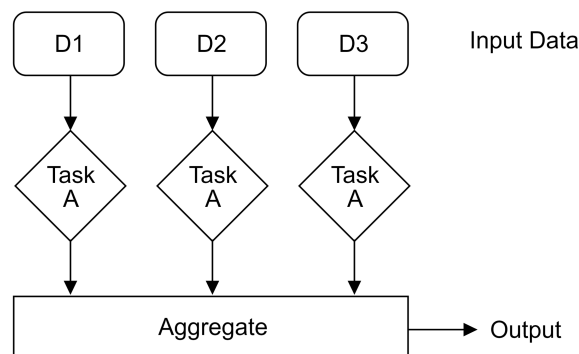 D1 D2 D3 Input Data
Task Task Task
A A A
Aggregate Output